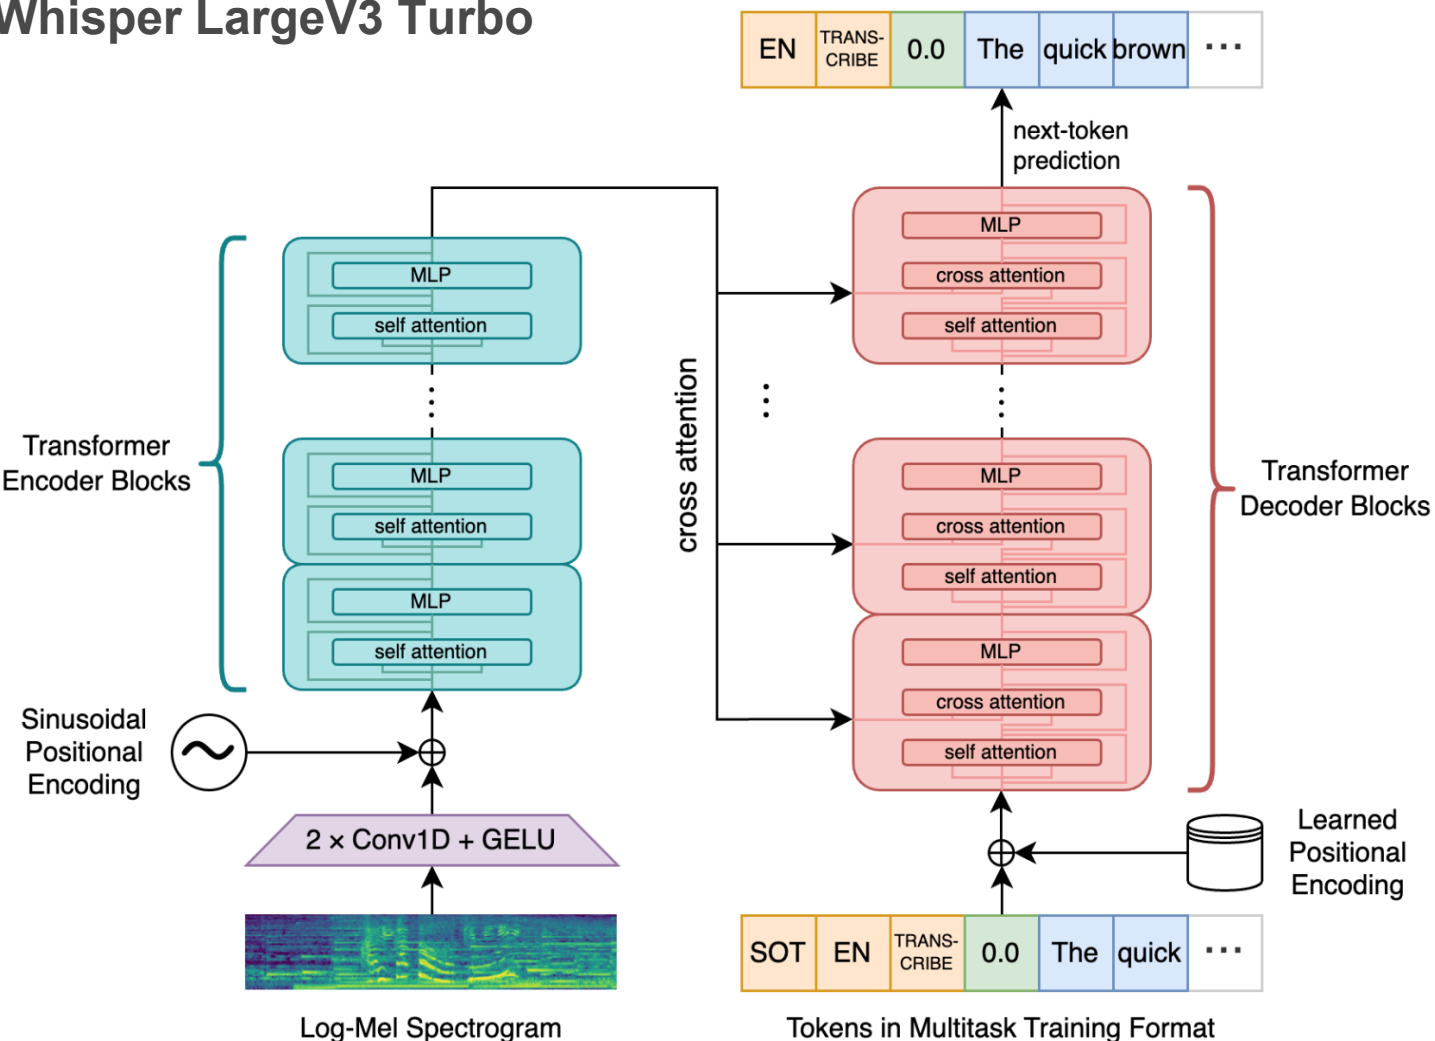 Whisper LargeV3 Turbo
EN TRANS-CRIBE 0.0 The quick brown ...
next-token
prediction
MLP
self attention
MLP
self attention
MLP
self attention
Transformer
Encoder Blocks
cross attention
MLP
cross attention
self attention
MLP
cross attention
self attention
MLP
cross attention
self attention
Transformer
Decoder Blocks
Sinusoidal
Positional
Encoding
2 × Conv1D + GELU
Learned
Positional
Encoding
SOT EN TRANS-CRIBE 0.0 The quick ...
Log-Mel Spectrogram
Tokens in Multitask Training Format